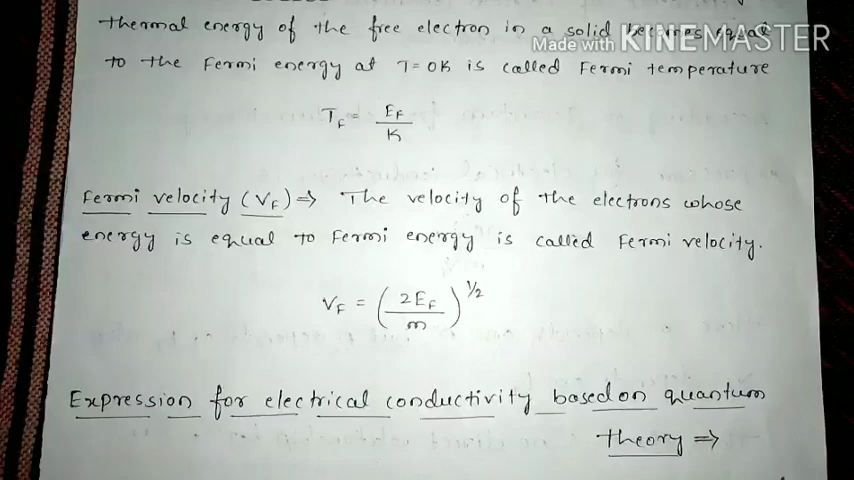 thermal energy of the free electron in a solid becomes equal
Made with KINEMASTER
to the Fermi energy at T=0K is called Fermi temperature
T_F = E_F / K
Fermi velocity (V_F) ⇒ The velocity of the electrons whose
energy is equal to Fermi energy is called Fermi velocity.
V_F = (2E_F / m)^1/2
Expression for electrical conductivity based on quantum
theory ⇒